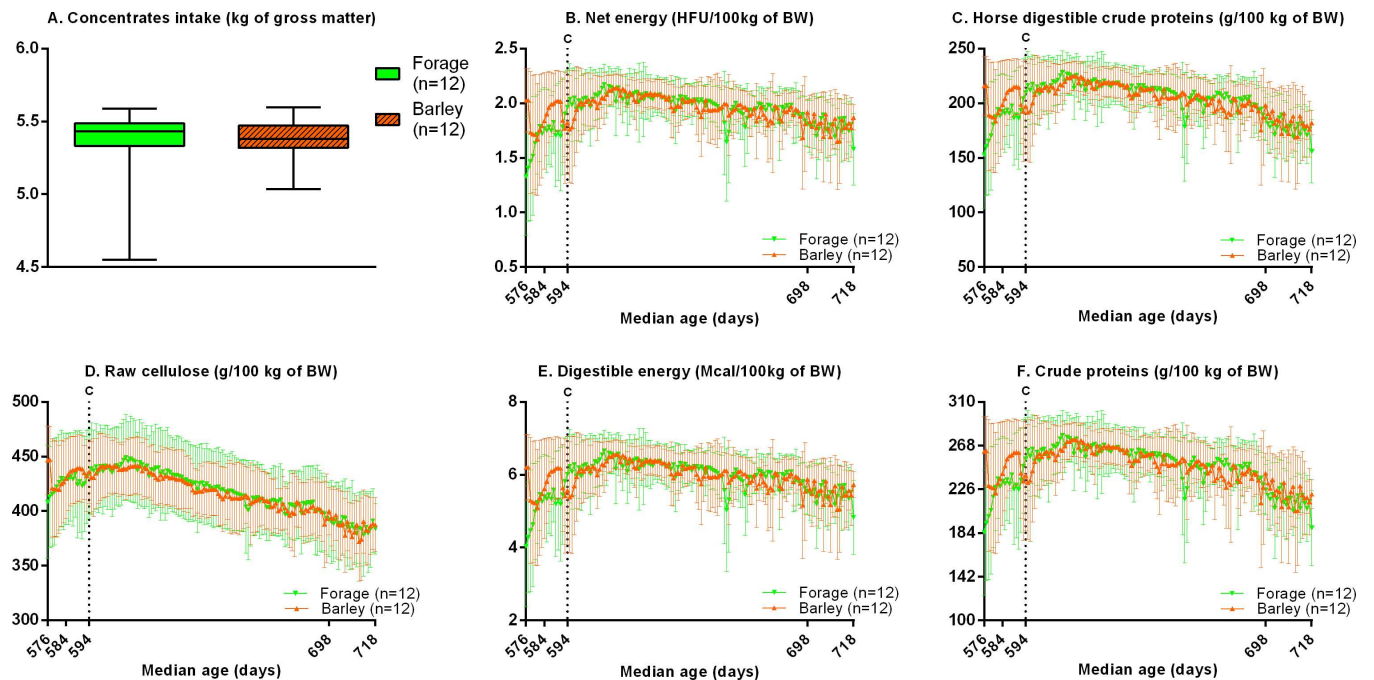 A. Concentrates intake (kg of gross matter)
6.0
5.5
5.0
4.5
Forage
(n=12)
Barley
(n=12)
B. Net energy (HFU/100kg of BW)
C
2.5
2.0
1.5
1.0
0.5
Forage (n=12)
Barley (n=12)
576
584
594
698
718
Median age (days)
C. Horse digestible crude proteins (g/100 kg of BW)
C
250
200
150
100
50
Forage (n=12)
Barley (n=12)
576
584
594
698
718
Median age (days)
D. Raw cellulose (g/100 kg of BW)
C
500
450
400
350
300
Forage (n=12)
Barley (n=12)
576
584
594
698
718
Median age (days)
E. Digestible energy (Mcal/100kg of BW)
C
8
6
4
2
Forage (n=12)
Barley (n=12)
576
584
594
698
718
Median age (days)
F. Crude proteins (g/100 kg of BW)
C
310
268
226
184
142
100
Forage (n=12)
Barley (n=12)
576
584
594
698
718
Median age (days)